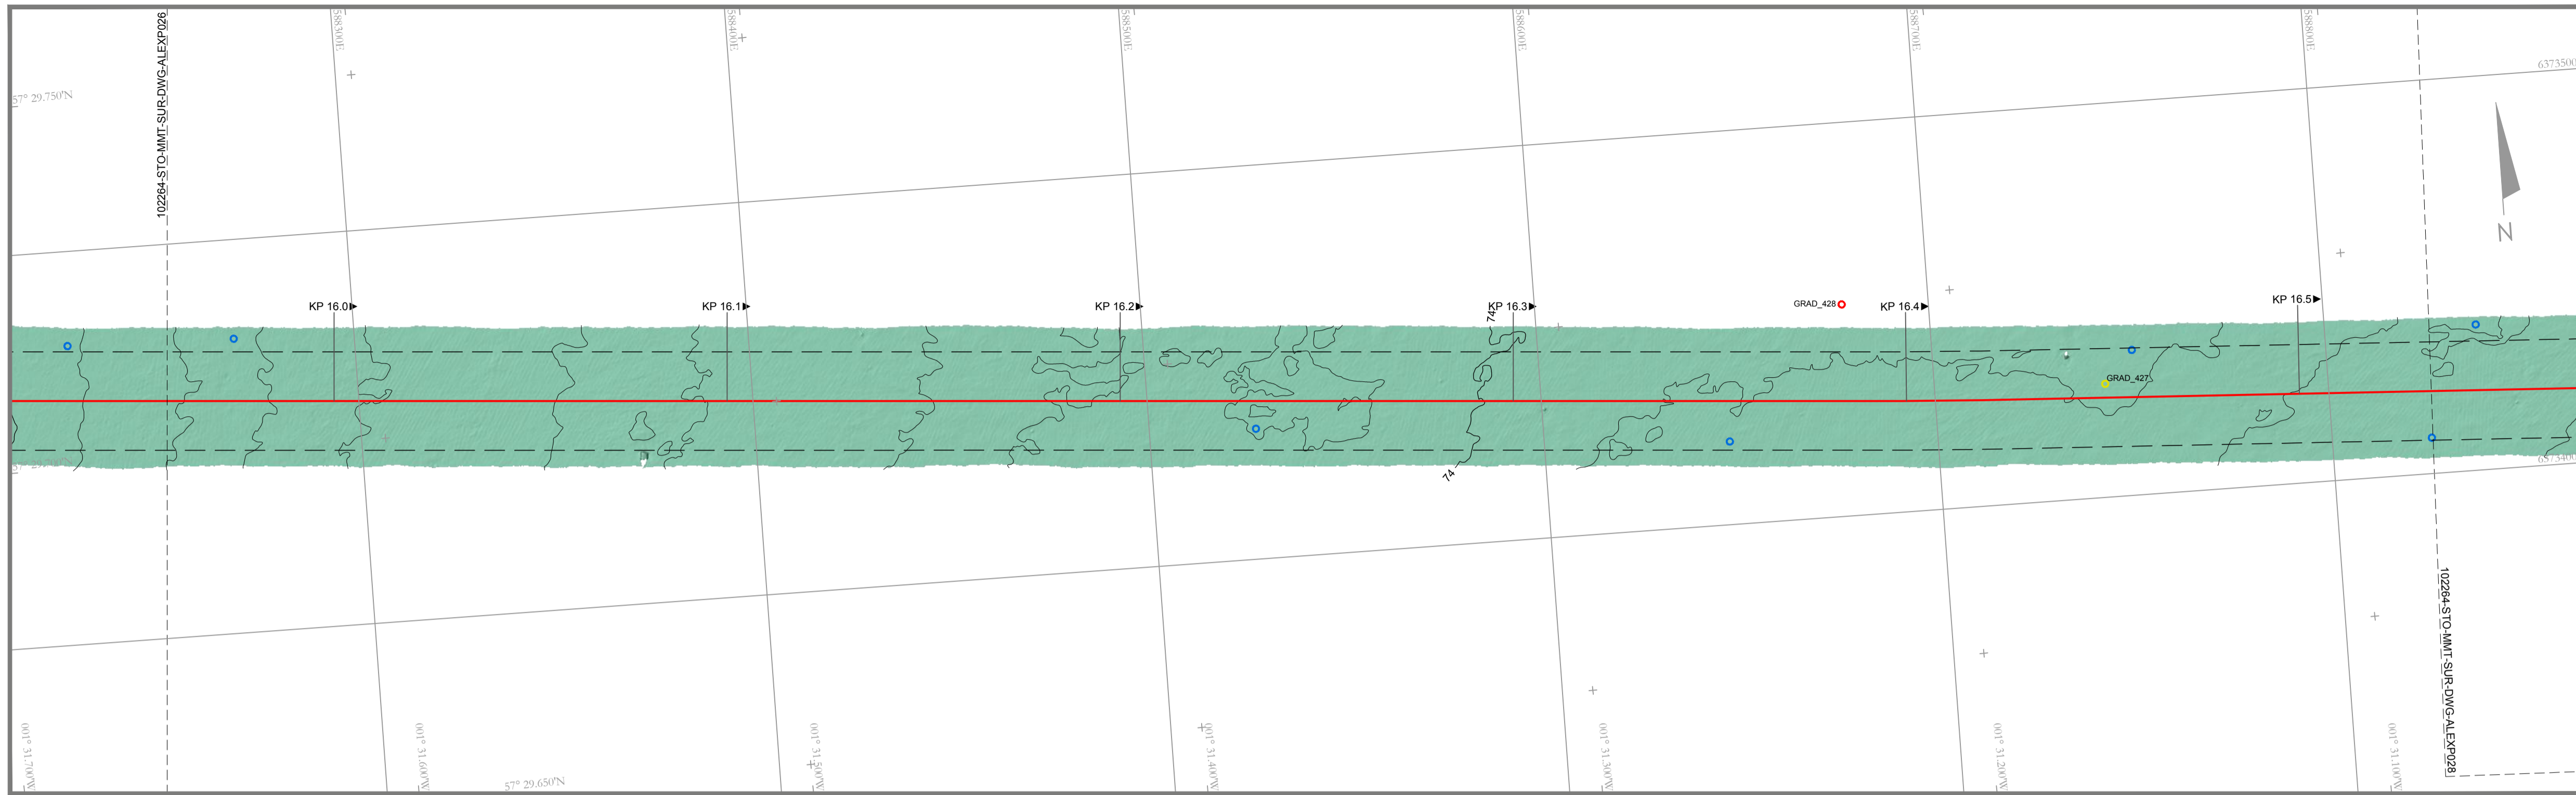 102264-STO-MMT-SUR-DWG-ALEXP026
588300E
588400E
588500E
588600E
588700E
588800E
6373500
57° 29.750'N
N
KP 16.0
KP 16.1
KP 16.2
KP 16.3
GRAD_428
KP 16.4
KP 16.5
74
GRAD_427
74
57° 29.700'N
6373400
102264-STO-MMT-SUR-DWG-ALEXP028
001° 31.700'W
001° 31.600'W
57° 29.650'N
001° 31.500'W
001° 31.400'W
001° 31.300'W
001° 31.200'W
001° 31.100'W